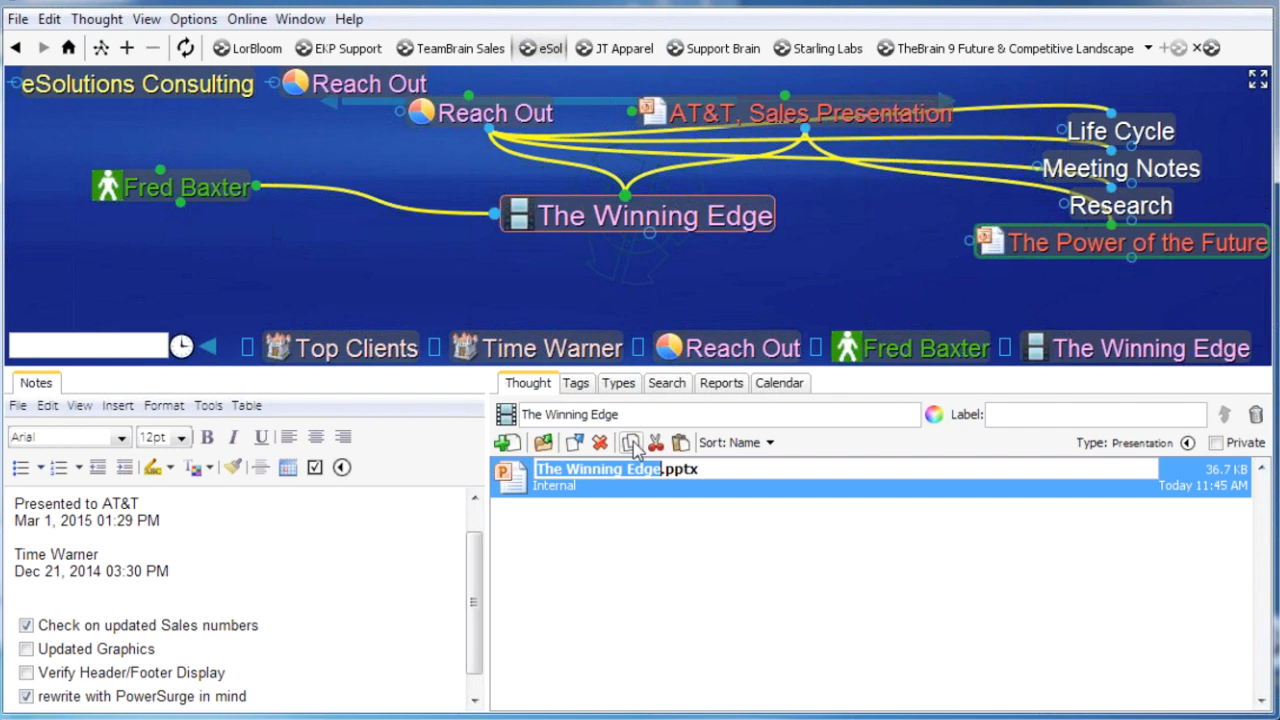 File Edit Thought View Options Online Window Help
LorBloom EKP Support TeamBrain Sales eSol JT Apparel Support Brain Starling Labs TheBrain 9 Future & Competitive Landscape
eSolutions Consulting Reach Out
Reach Out AT&T, Sales Presentation
Life Cycle
Meeting Notes
Fred Baxter
Research
The Winning Edge
The Power of the Future
Top Clients Time Warner Reach Out Fred Baxter The Winning Edge
Notes
Thought Tags Types Search Reports Calendar
File Edit View Insert Format Tools Table
The Winning Edge Label:
Arial 12pt B I U
Sort: Name Type: Presentation Private
The Winning Edge.pptx 36.7 KB
Internal Today 11:45 AM
Presented to AT&T
Mar 1, 2015 01:29 PM
Time Warner
Dec 21, 2014 03:30 PM
Check on updated Sales numbers
Updated Graphics
Verify Header/Footer Display
rewrite with PowerSurge in mind